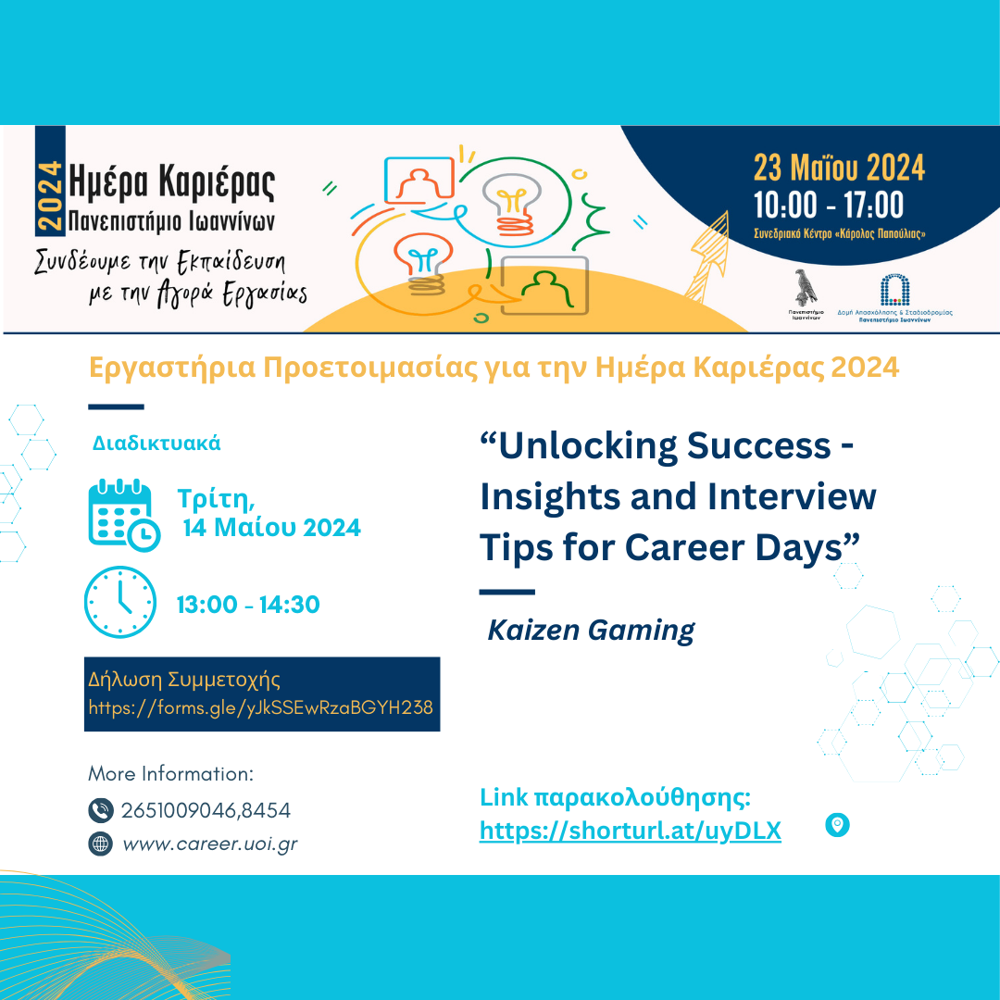 2024
Ημέρα Καριέρας
Πανεπιστήμιο Ιωαννίνων
Συνδέουμε την Εκπαίδευση
με την Αγορά Εργασίας
23 Μαΐου 2024
10:00 - 17:00
Συνεδριακό Κέντρο «Κάρολος Παπούλιας»
Πανεπιστήμιο
Ιωαννίνων
Δομή Απασχόλησης & Σταδιοδρομίας
Πανεπιστήμιο Ιωαννίνων
Εργαστήρια Προετοιμασίας για την Ημέρα Καριέρας 2024
Διαδικτυακά
Τρίτη,
14 Μαίου 2024
13:00 - 14:30
Δήλωση Συμμετοχής
https://forms.gle/yJkSSEwRzaBGYH238
More Information:
2651009046,8454
www.career.uoi.gr
“Unlocking Success -
Insights and Interview
Tips for Career Days”
Kaizen Gaming
Link παρακολούθησης:
https://shorturl.at/uyDLX